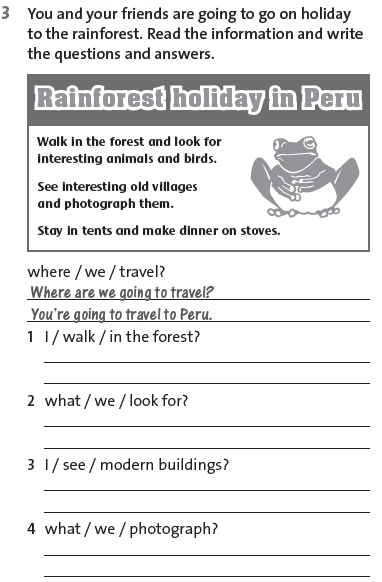 3 You and your friends are going to go on holiday
to the rainforest. Read the information and write
the questions and answers.
Rainforest holiday in Peru
Walk in the forest and look for
interesting animals and birds.
See interesting old villages
and photograph them.
Stay in tents and make dinner on stoves.
where / we / travel?
Where are we going to travel?
You're going to travel to Peru.
1 I / walk / in the forest?
2 what / we / look for?
3 I / see / modern buildings?
4 what / we / photograph?